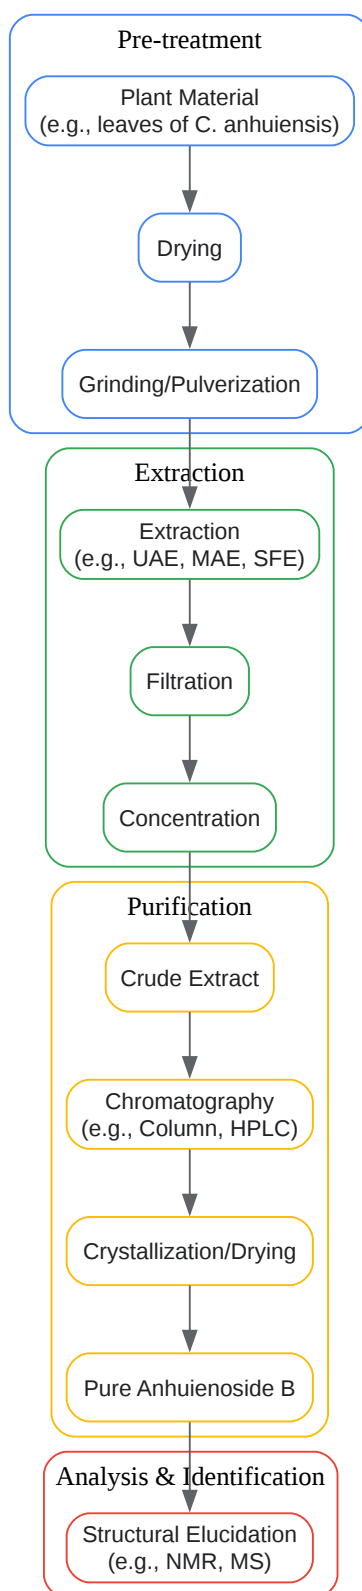 Pre-treatment
Plant Material
(e.g., leaves of C. anhuiensis)
Drying
Grinding/Pulverization
Extraction
Extraction
(e.g., UAE, MAE, SFE)
Filtration
Concentration
Purification
Crude Extract
Chromatography
(e.g., Column, HPLC)
Crystallization/Drying
Pure Anhuienoside B
Analysis & Identification
Structural Elucidation
(e.g., NMR, MS)